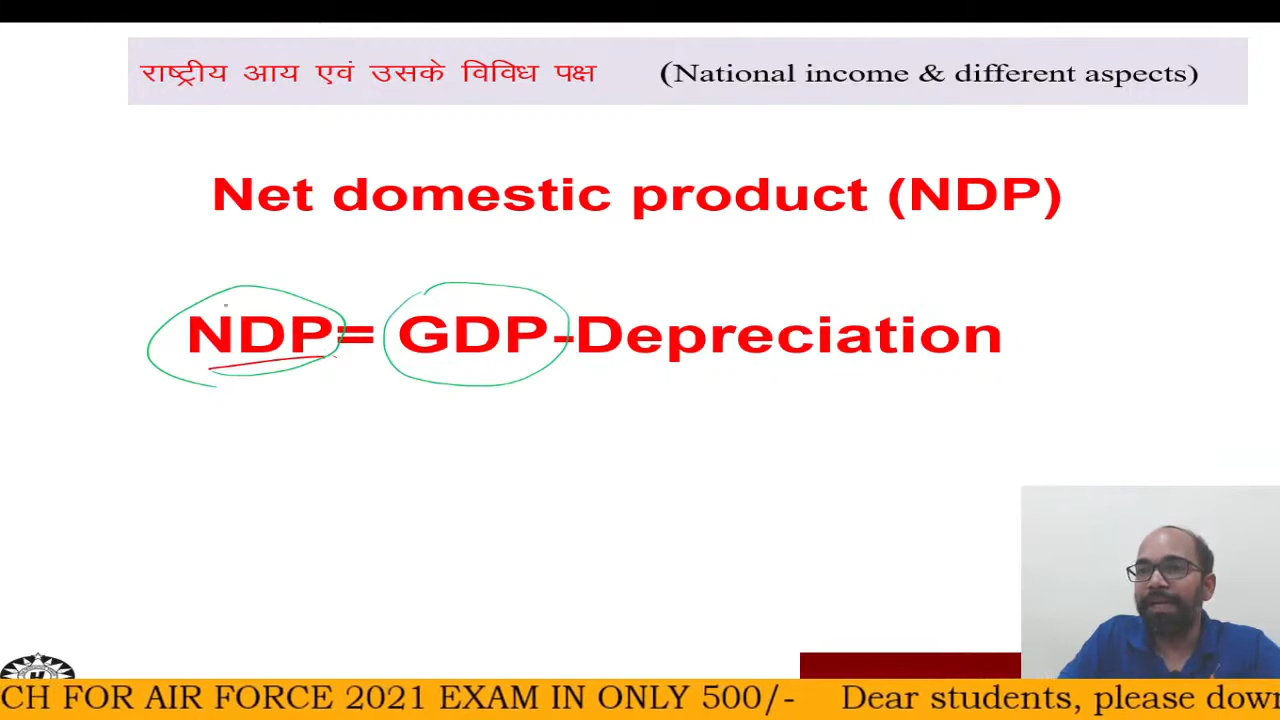 राष्ट्रीय आय एवं उसके विविध पक्ष (National income & different aspects)
Net domestic product (NDP)
NDP= GDP-Depreciation
CH FOR AIR FORCE 2021 EXAM IN ONLY 500/- Dear students, please down